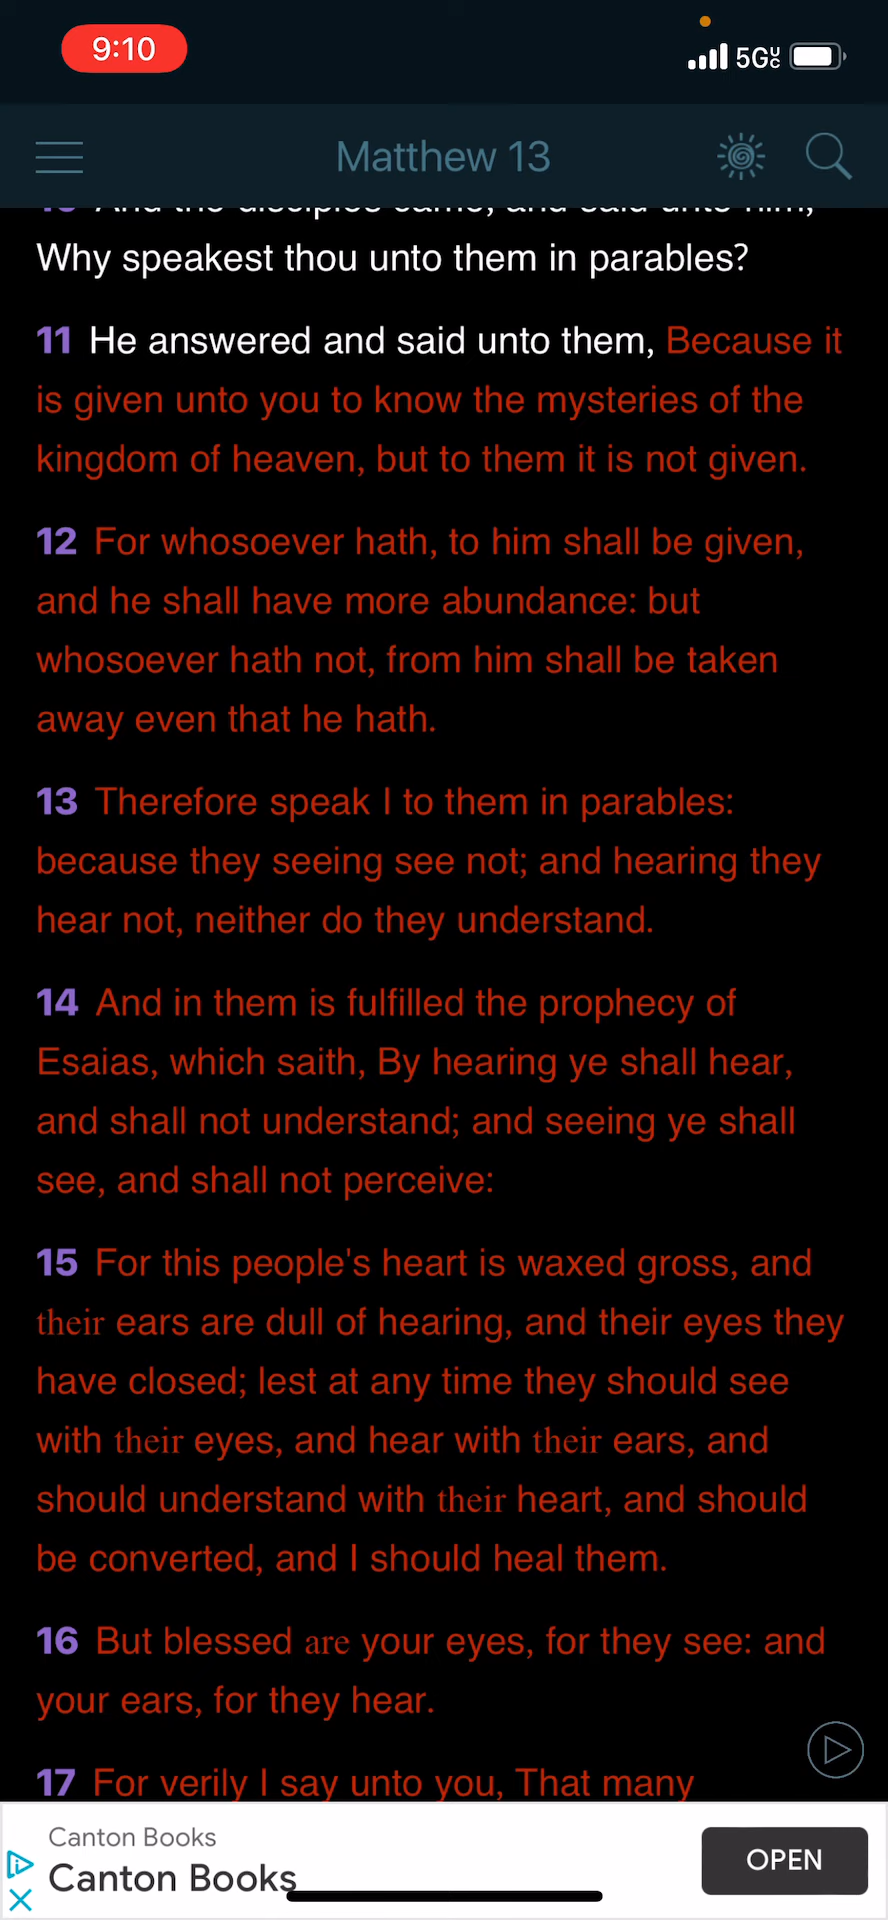 9:10
5G UC
Matthew 13
10 And the disciples came, and said unto him,
Why speakest thou unto them in parables?
11 He answered and said unto them, Because it
is given unto you to know the mysteries of the
kingdom of heaven, but to them it is not given.
12 For whosoever hath, to him shall be given,
and he shall have more abundance: but
whosoever hath not, from him shall be taken
away even that he hath.
13 Therefore speak I to them in parables:
because they seeing see not; and hearing they
hear not, neither do they understand.
14 And in them is fulfilled the prophecy of
Esaias, which saith, By hearing ye shall hear,
and shall not understand; and seeing ye shall
see, and shall not perceive:
15 For this people's heart is waxed gross, and
their ears are dull of hearing, and their eyes they
have closed; lest at any time they should see
with their eyes, and hear with their ears, and
should understand with their heart, and should
be converted, and I should heal them.
16 But blessed are your eyes, for they see: and
your ears, for they hear.
17 For verily I say unto you, That many
Canton Books
Canton Books
OPEN